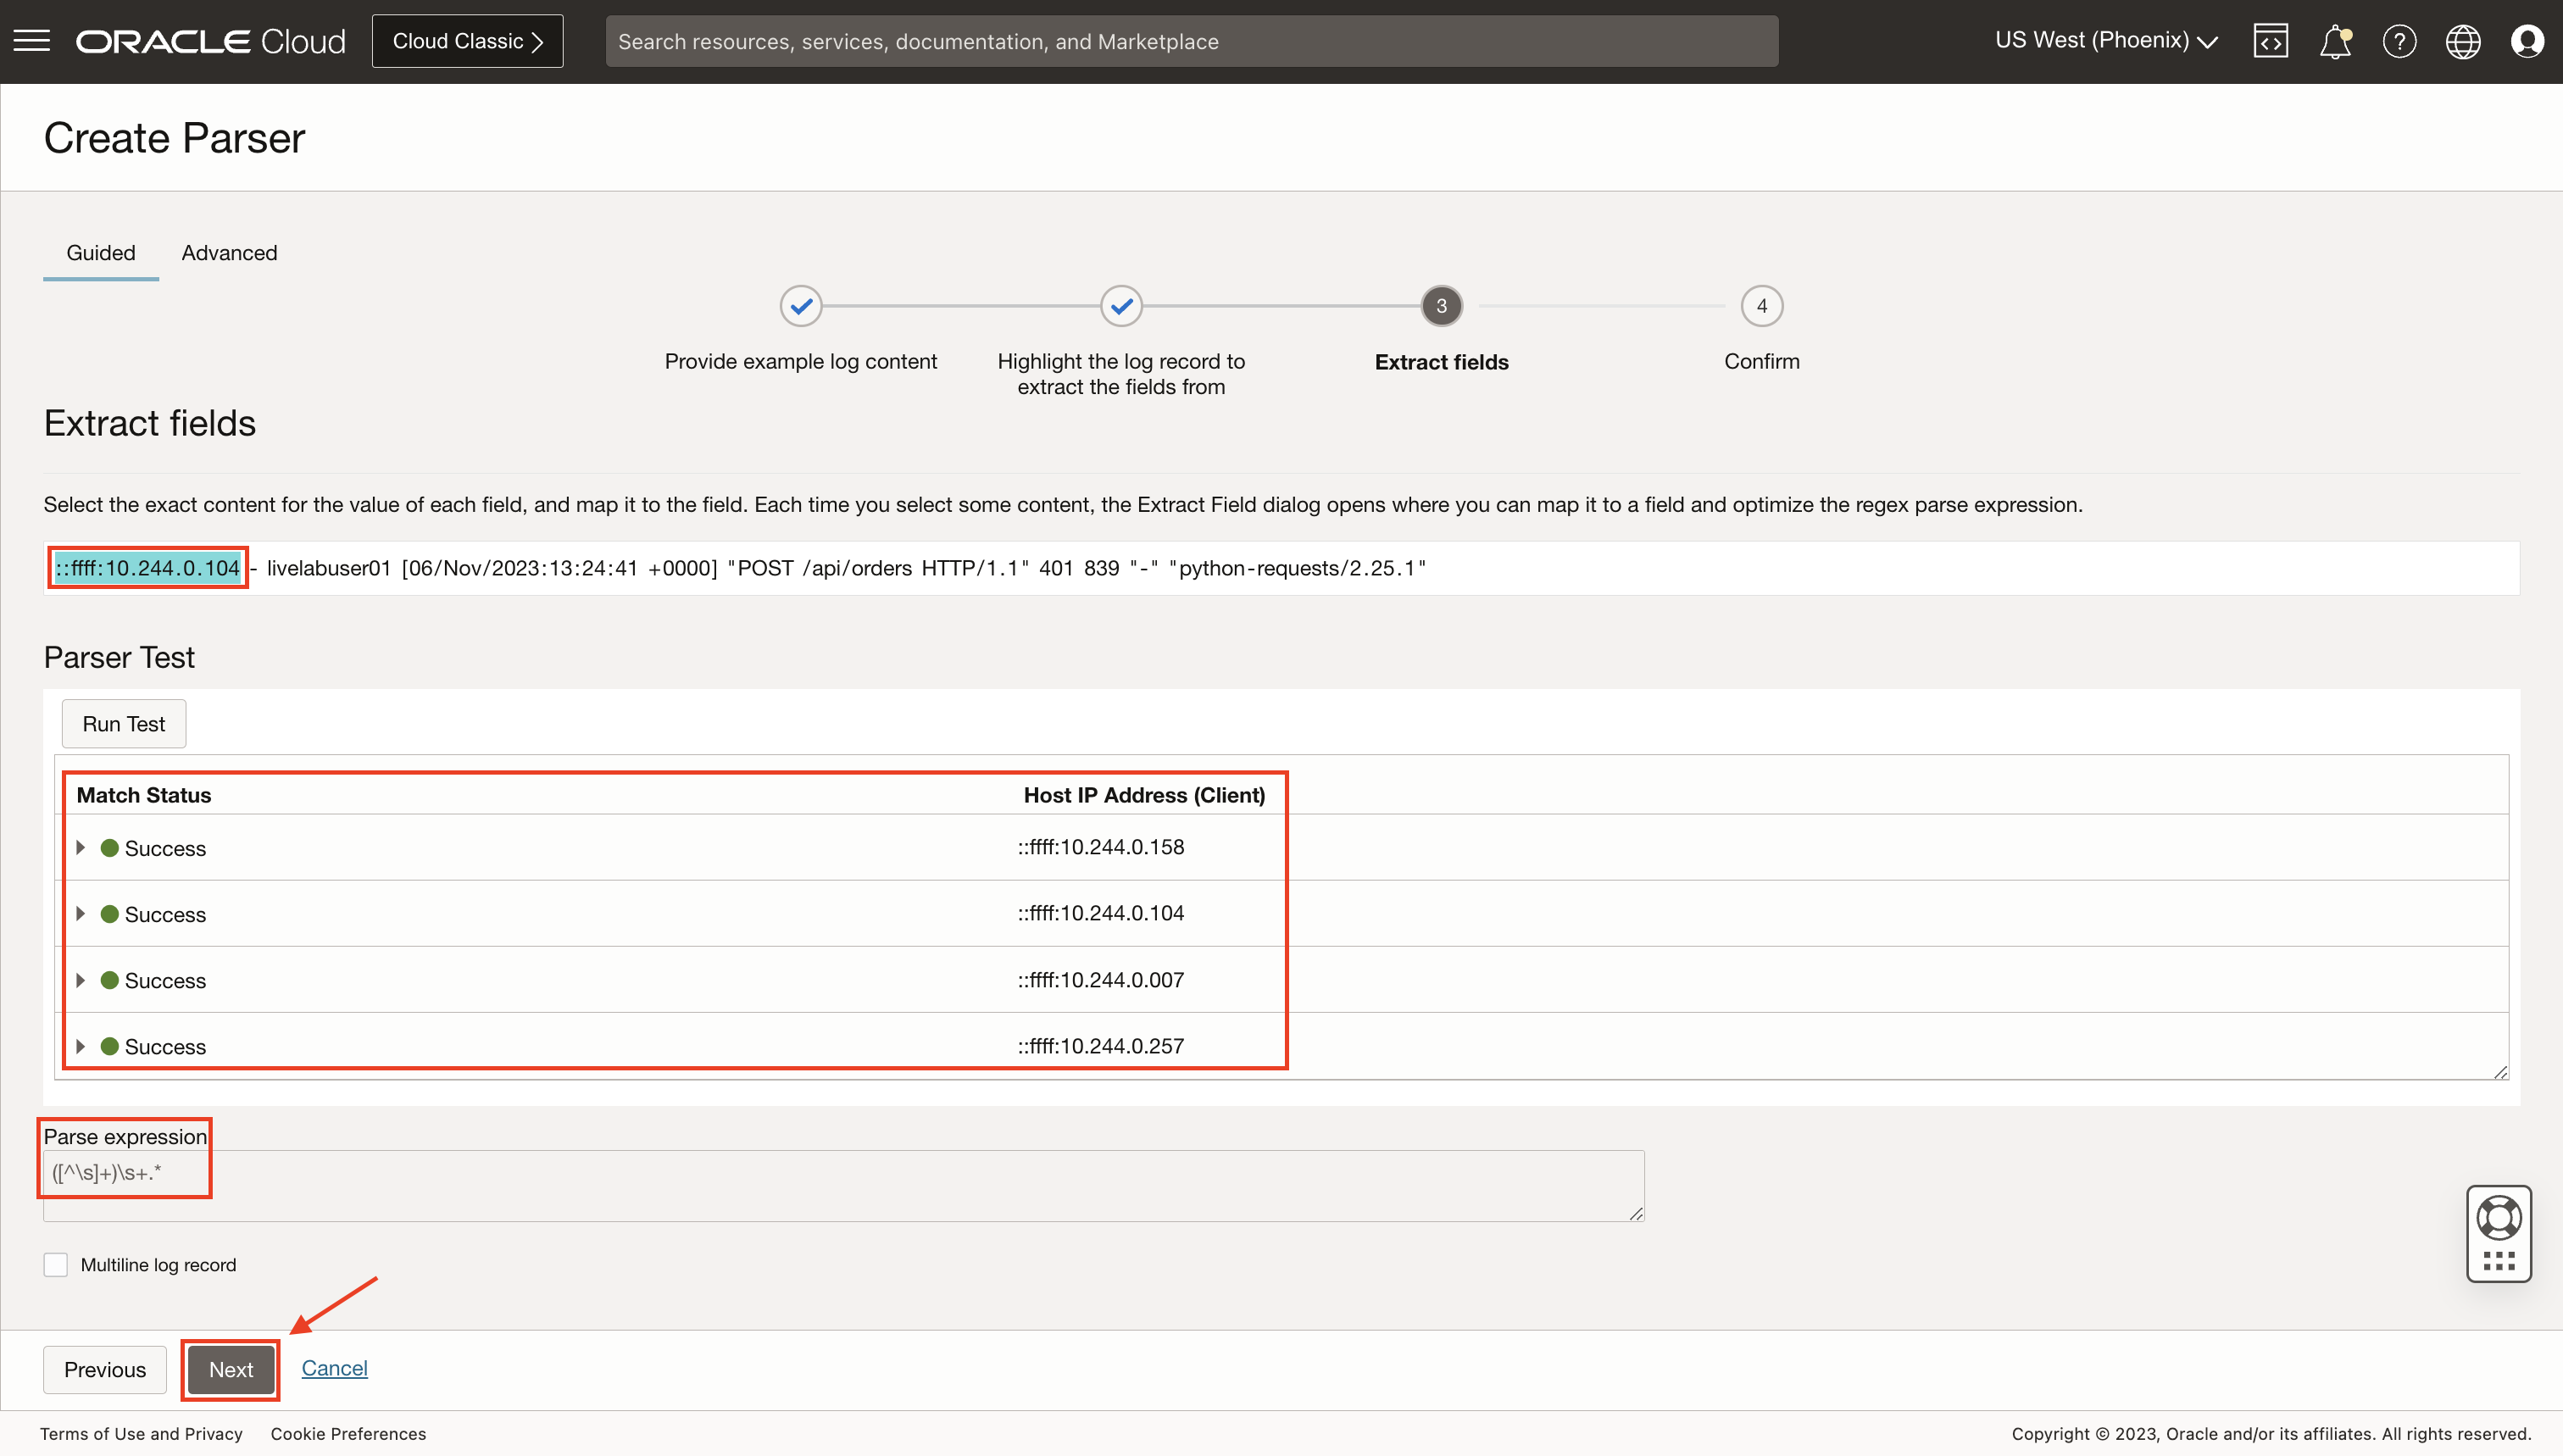 ORACLE Cloud
Cloud Classic
Search resources, services, documentation, and Marketplace
US West (Phoenix)
Create Parser
Guided
Advanced
3
4
Provide example log content
Highlight the log record to
extract the fields from
Extract fields
Confirm
Extract fields
Select the exact content for the value of each field, and map it to the field. Each time you select some content, the Extract Field dialog opens where you can map it to a field and optimize the regex parse expression.
::ffff:10.244.0.104 - livelabuser01 [06/Nov/2023:13:24:41 +0000] "POST /api/orders HTTP/1.1" 401 839 "-" "python-requests/2.25.1"
Parser Test
Run Test
Match Status Host IP Address (Client)
Success ::ffff:10.244.0.158
Success ::ffff:10.244.0.104
Success ::ffff:10.244.0.007
Success ::ffff:10.244.0.257
Parse expression
([^\s]+)\s+.*
Multiline log record
Previous Next Cancel
Terms of Use and Privacy Cookie Preferences
Copyright © 2023, Oracle and/or its affiliates. All rights reserved.